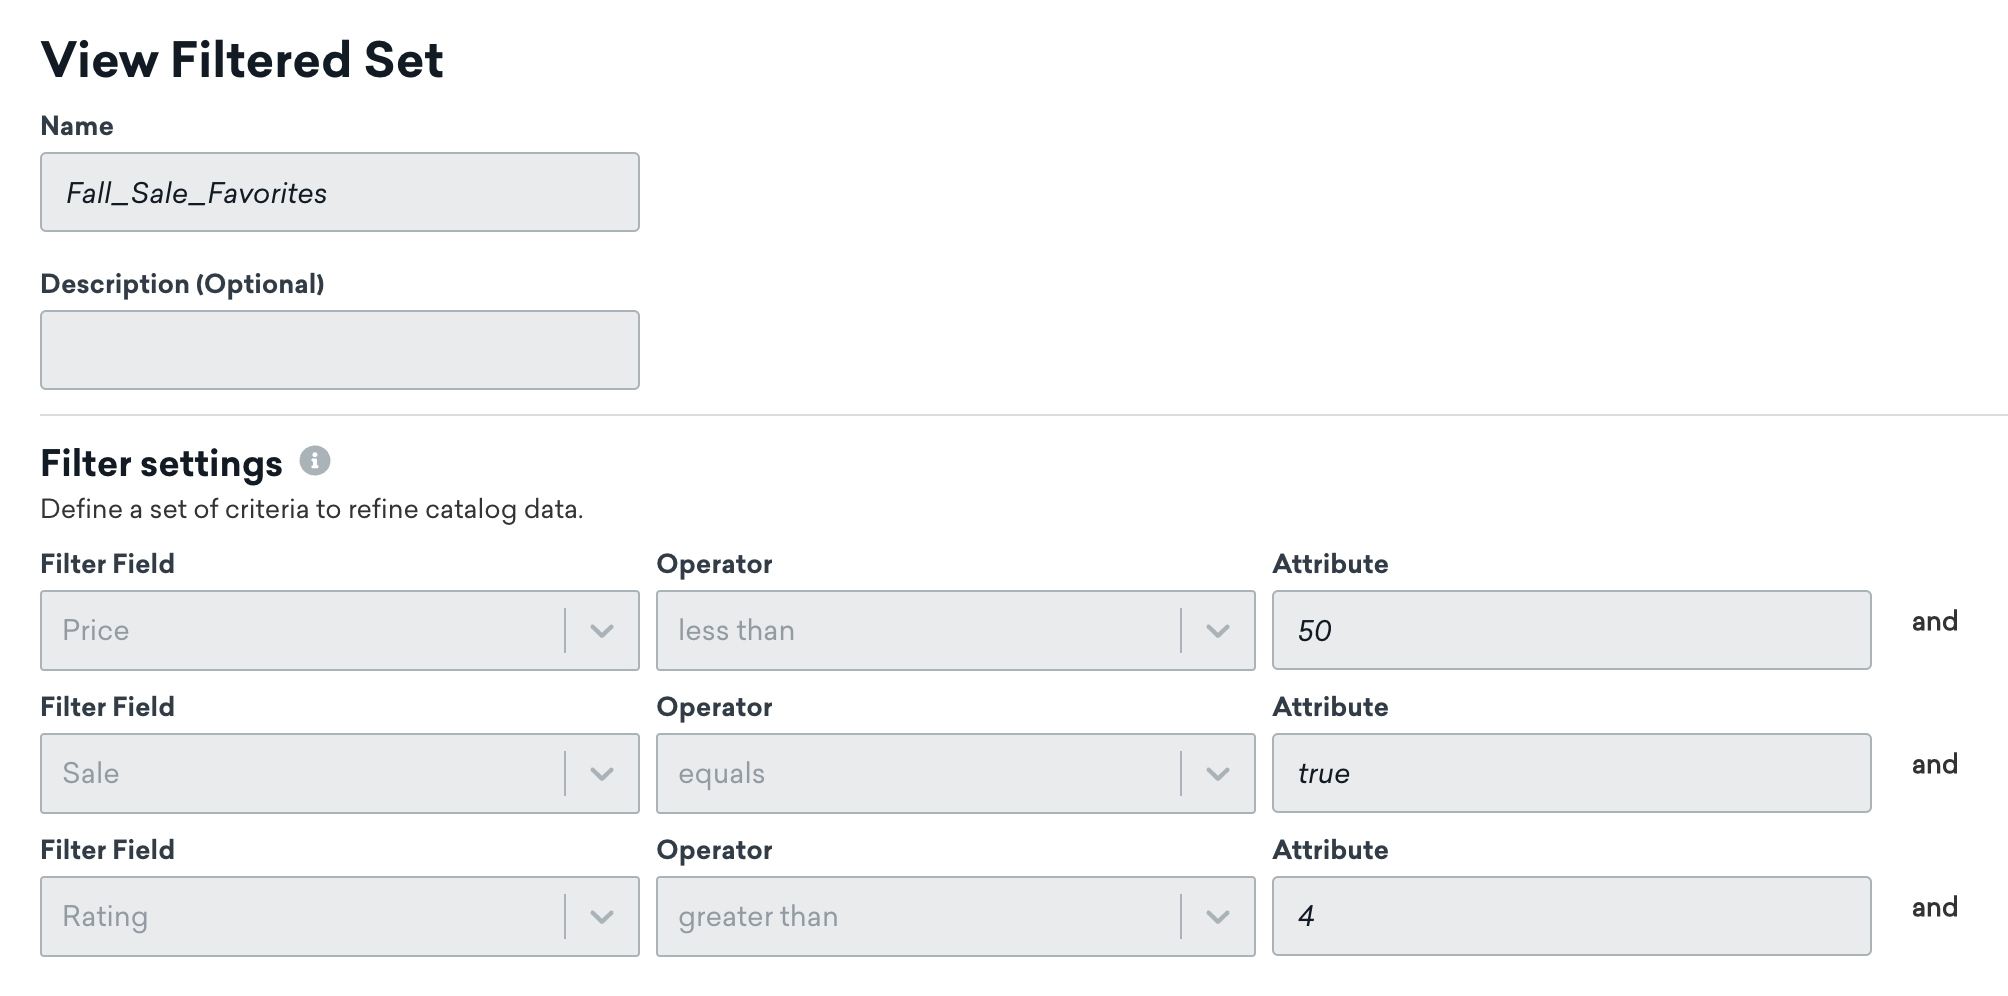 View Filtered Set
Name
Fall_Sale_Favorites
Description (Optional)
Filter settings
Define a set of criteria to refine catalog data.
Filter Field Operator Attribute
Price less than 50 and
Filter Field Operator Attribute
Sale equals true and
Filter Field Operator Attribute
Rating greater than 4 and